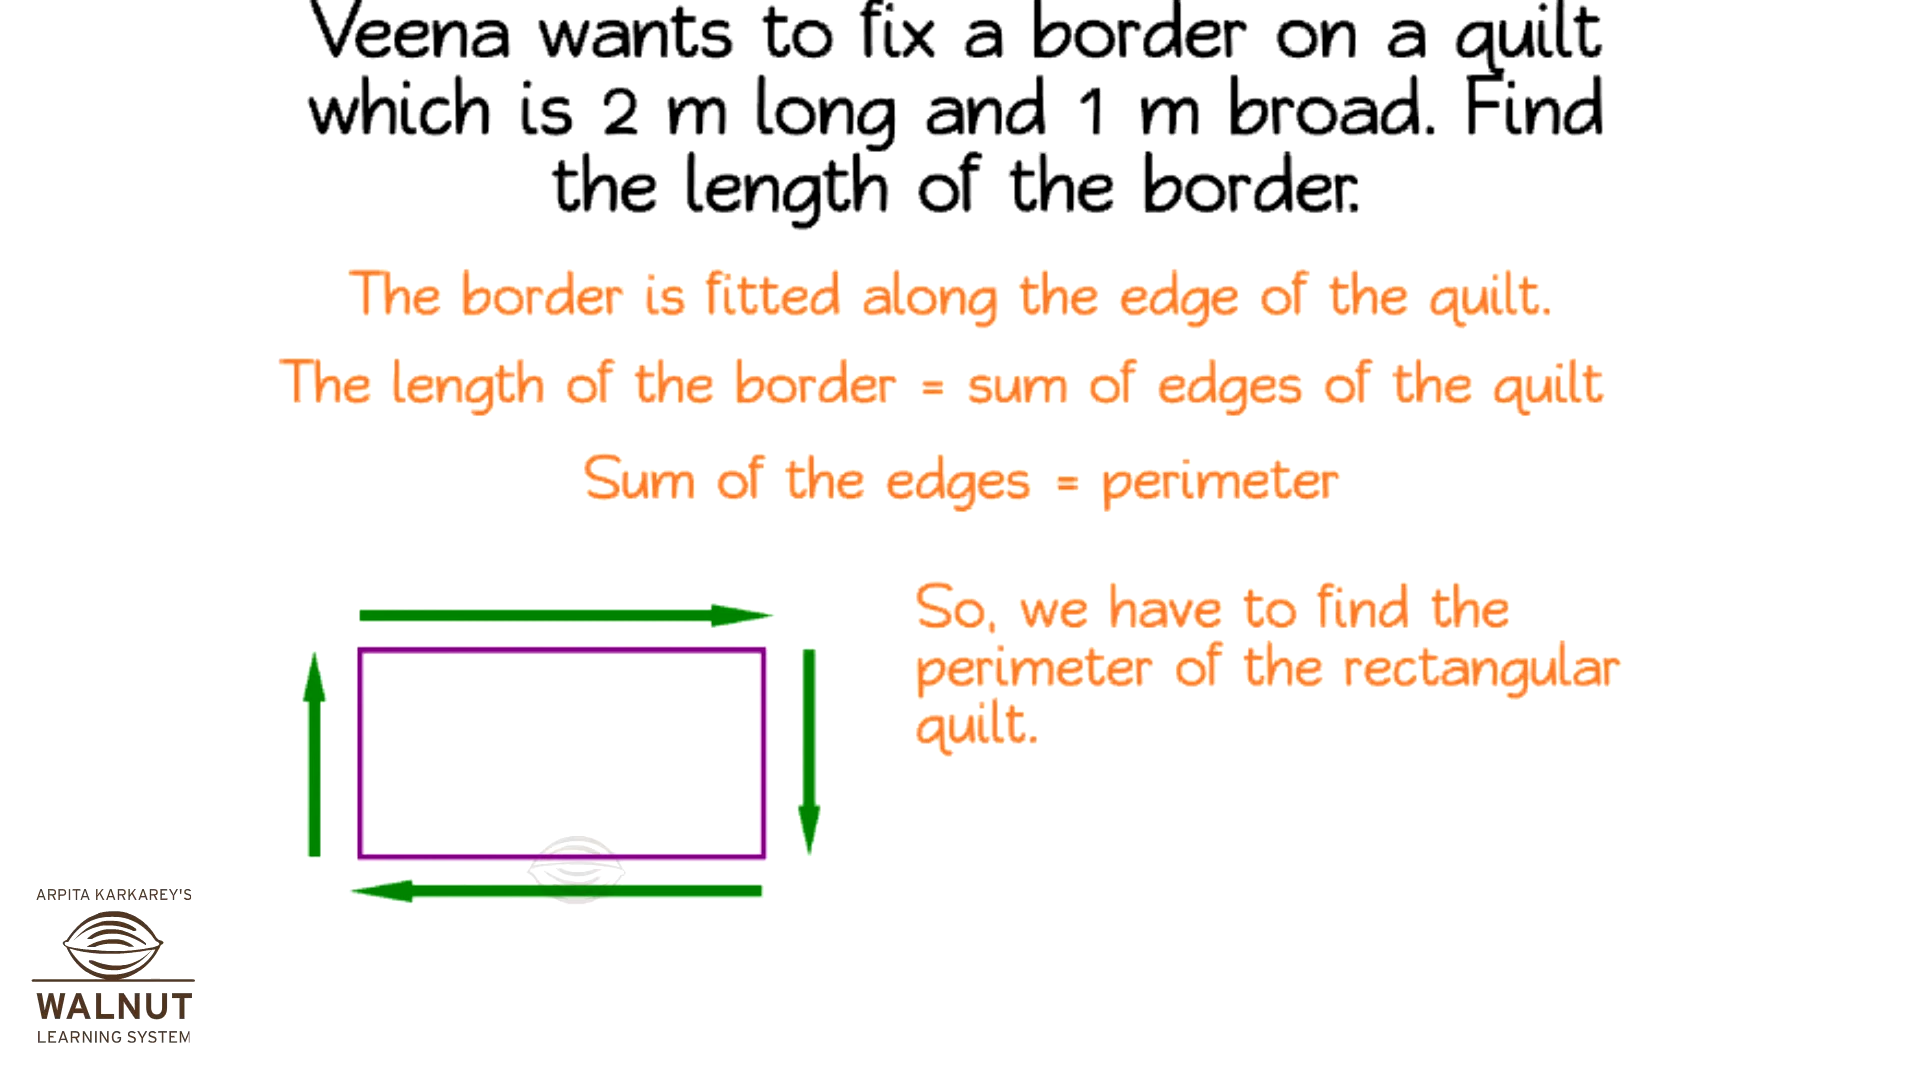 Veena wants to fix a border on a quilt
which is 2 m long and 1 m broad. Find
the length of the border.
The border is fitted along the edge of the quilt.
The length of the border = sum of edges of the quilt
Sum of the edges = perimeter
So, we have to find the
perimeter of the rectangular
quilt.
ARPITA KARKAREY'S
WALNUT
LEARNING SYSTEM